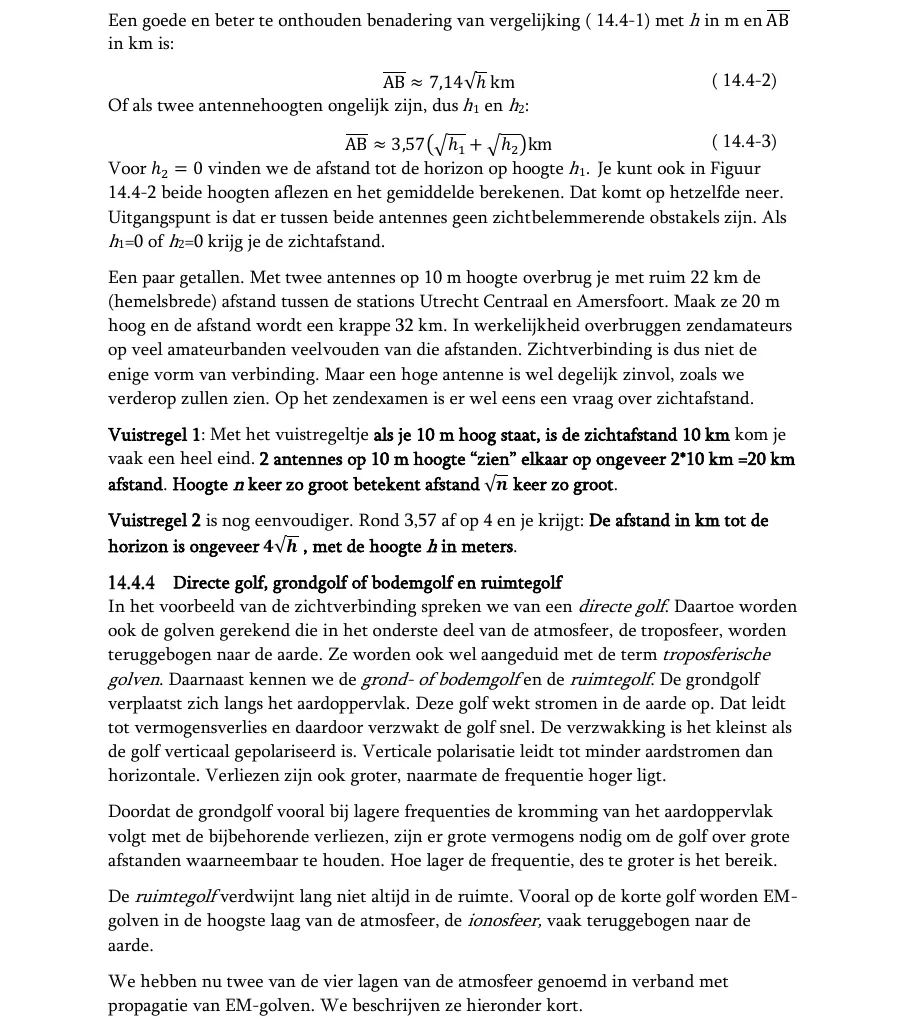 Een goede en beter te onthouden benadering van vergelijking ( 14.4-1) met h in m en A̅B̅
in km is:
A̅B̅ ≈ 7,14√h km ( 14.4-2)
Of als twee antennehoogten ongelijk zijn, dus h₁ en h₂:
A̅B̅ ≈ 3,57(√h₁ + √h₂)km ( 14.4-3)
Voor h₂ = 0 vinden we de afstand tot de horizon op hoogte h₁. Je kunt ook in Figuur
14.4-2 beide hoogten aflezen en het gemiddelde berekenen. Dat komt op hetzelfde neer.
Uitgangspunt is dat er tussen beide antennes geen zichtbelemmerende obstakels zijn. Als
h₁=0 of h₂=0 krijg je de zichtafstand.
Een paar getallen. Met twee antennes op 10 m hoogte overbrug je met ruim 22 km de
(hemelsbrede) afstand tussen de stations Utrecht Centraal en Amersfoort. Maak ze 20 m
hoog en de afstand wordt een krappe 32 km. In werkelijkheid overbruggen zendamateurs
op veel amateurbanden veelvouden van die afstanden. Zichtverbinding is dus niet de
enige vorm van verbinding. Maar een hoge antenne is wel degelijk zinvol, zoals we
verderop zullen zien. Op het zendexamen is er wel eens een vraag over zichtafstand.
Vuistregel 1: Met het vuistregeltje als je 10 m hoog staat, is de zichtafstand 10 km kom je
vaak een heel eind. 2 antennes op 10 m hoogte “zien” elkaar op ongeveer 2*10 km =20 km
afstand. Hoogte n keer zo groot betekent afstand √n keer zo groot.
Vuistregel 2 is nog eenvoudiger. Rond 3,57 af op 4 en je krijgt: De afstand in km tot de
horizon is ongeveer 4√h , met de hoogte h in meters.
14.4.4 Directe golf, grondgolf of bodemgolf en ruimtegolf
In het voorbeeld van de zichtverbinding spreken we van een directe golf. Daartoe worden
ook de golven gerekend die in het onderste deel van de atmosfeer, de troposfeer, worden
teruggebogen naar de aarde. Ze worden ook wel aangeduid met de term troposferische
golven. Daarnaast kennen we de grond- of bodemgolf en de ruimtegolf. De grondgolf
verplaatst zich langs het aardoppervlak. Deze golf wekt stromen in de aarde op. Dat leidt
tot vermogensverlies en daardoor verzwakt de golf snel. De verzwakking is het kleinst als
de golf verticaal gepolariseerd is. Verticale polarisatie leidt tot minder aardstromen dan
horizontale. Verliezen zijn ook groter, naarmate de frequentie hoger ligt.
Doordat de grondgolf vooral bij lagere frequenties de kromming van het aardoppervlak
volgt met de bijbehorende verliezen, zijn er grote vermogens nodig om de golf over grote
afstanden waarneembaar te houden. Hoe lager de frequentie, des te groter is het bereik.
De ruimtegolf verdwijnt lang niet altijd in de ruimte. Vooral op de korte golf worden EM-
golven in de hoogste laag van de atmosfeer, de ionosfeer, vaak teruggebogen naar de
aarde.
We hebben nu twee van de vier lagen van de atmosfeer genoemd in verband met
propagatie van EM-golven. We beschrijven ze hieronder kort.